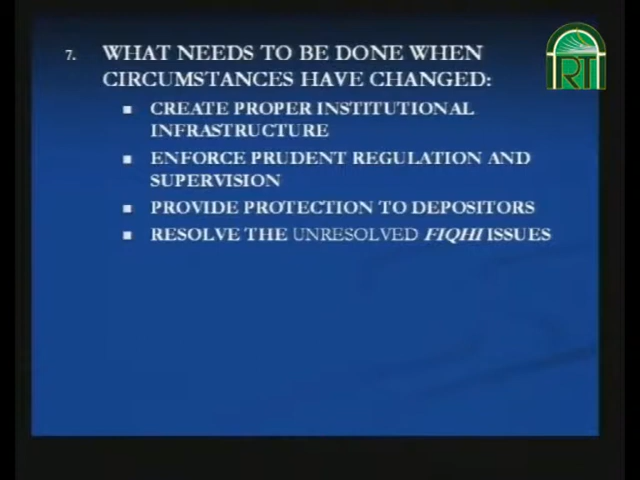 7. WHAT NEEDS TO BE DONE WHEN
CIRCUMSTANCES HAVE CHANGED:
■ CREATE PROPER INSTITUTIONAL
INFRASTRUCTURE
■ ENFORCE PRUDENT REGULATION AND
SUPERVISION
■ PROVIDE PROTECTION TO DEPOSITORS
■ RESOLVE THE UNRESOLVED FIQHI ISSUES
IRTI